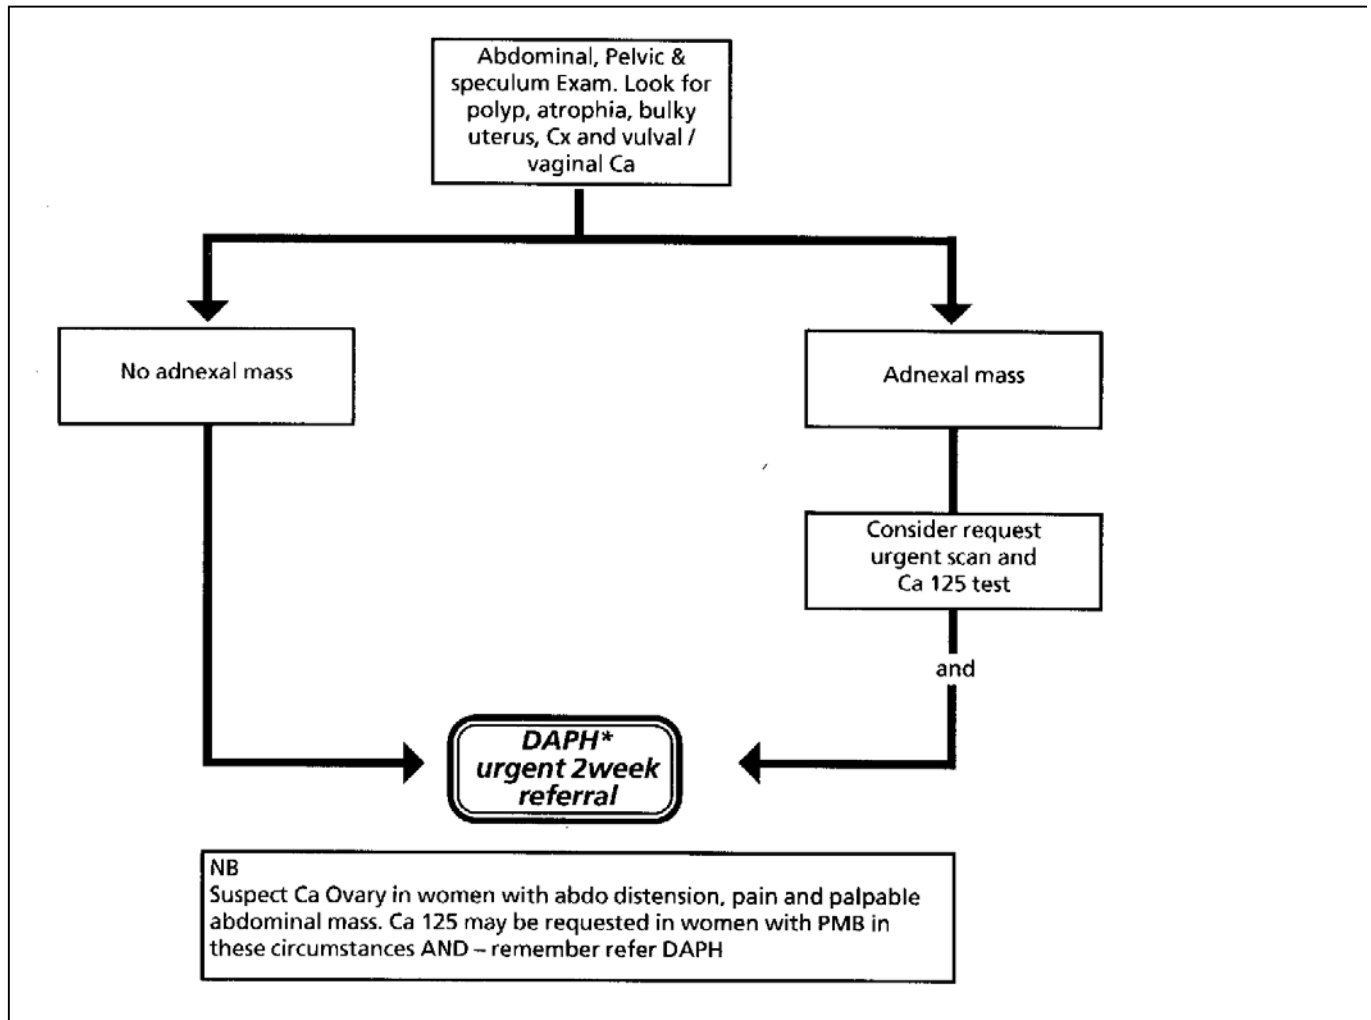 Abdominal, Pelvic &
speculum Exam. Look for
polyp, atrophia, bulky
uterus, Cx and vulval /
vaginal Ca
No adnexal mass
Adnexal mass
Consider request
urgent scan and
Ca 125 test
and
DAPH*
urgent 2week
referral
NB
Suspect Ca Ovary in women with abdo distension, pain and palpable
abdominal mass. Ca 125 may be requested in women with PMB in
these circumstances AND – remember refer DAPH